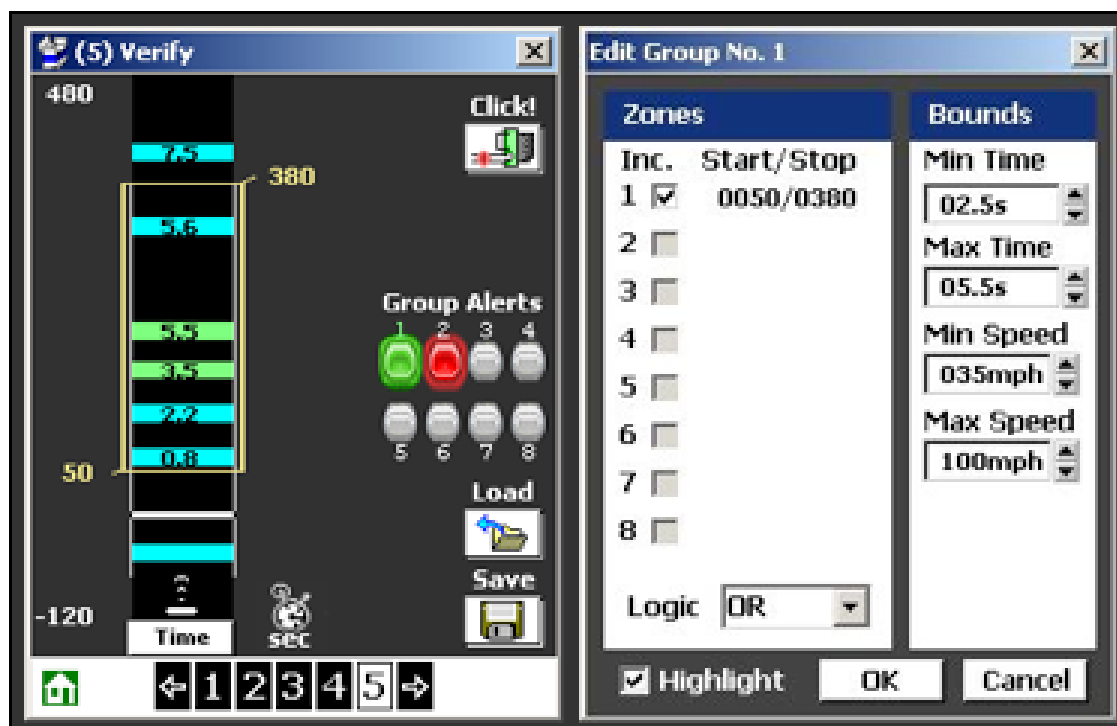 (5) Verify
480
Click!
7.5
380
5.6
Group Alerts
1 2 3 4
5.5
3.5
2.2
5 6 7 8
0.8
50
Load
Save
-120
Time
sec
1 2 3 4 5
Edit Group No. 1
Zones
Inc. Start/Stop
1 0050/0380
2
3
4
5
6
7
8
Logic OR
Bounds
Min Time
02.5s
Max Time
05.5s
Min Speed
035mph
Max Speed
100mph
Highlight OK Cancel